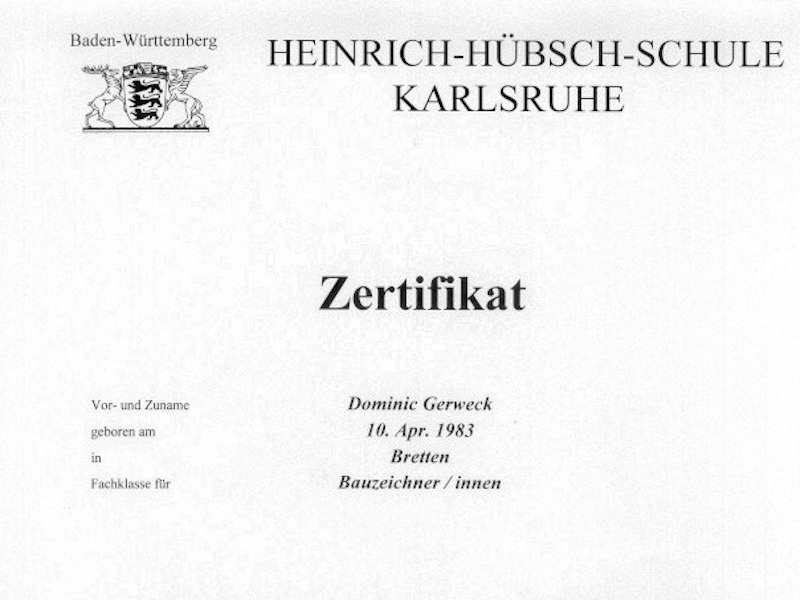 Baden-Württemberg
HEINRICH-HÜBSCH-SCHULE
KARLSRUHE
Zertifikat
Vor- und Zuname Dominic Gerweck
geboren am 10. Apr. 1983
in Bretten
Fachklasse für Bauzeichner / innen